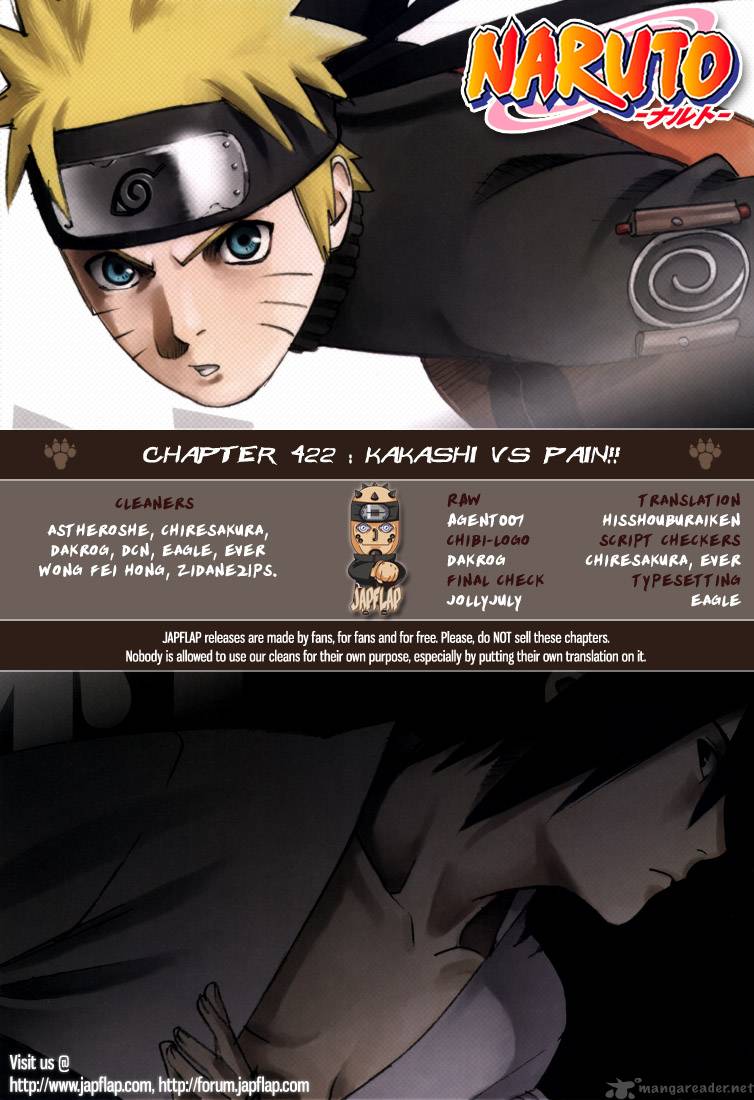 NARUTO
-ナルト-
CHAPTER 422 : KAKASHI VS PAIN!!
CLEANERS
ASTHEROSHE, CHIRESAKURA,
DAKROG, DCN, EAGLE, EVER
WONG FEI HONG, ZIDANE21PS.
JAPFLAP
RAW
AGENT007
CHIBI-LOGO
DAKROG
FINAL CHECK
JOLLYJULY
TRANSLATION
HISSHOUBURAIKEN
SCRIPT CHECKERS
CHIRESAKURA, EVER
TYPESETTING
EAGLE
JAPFLAP releases are made by fans, for fans and for free. Please, do NOT sell these chapters.
Nobody is allowed to use our cleans for their own purpose, especially by putting their own translation on it.
Visit us @
http://www.japflap.com, http://forum.japflap.com
mangareader.net